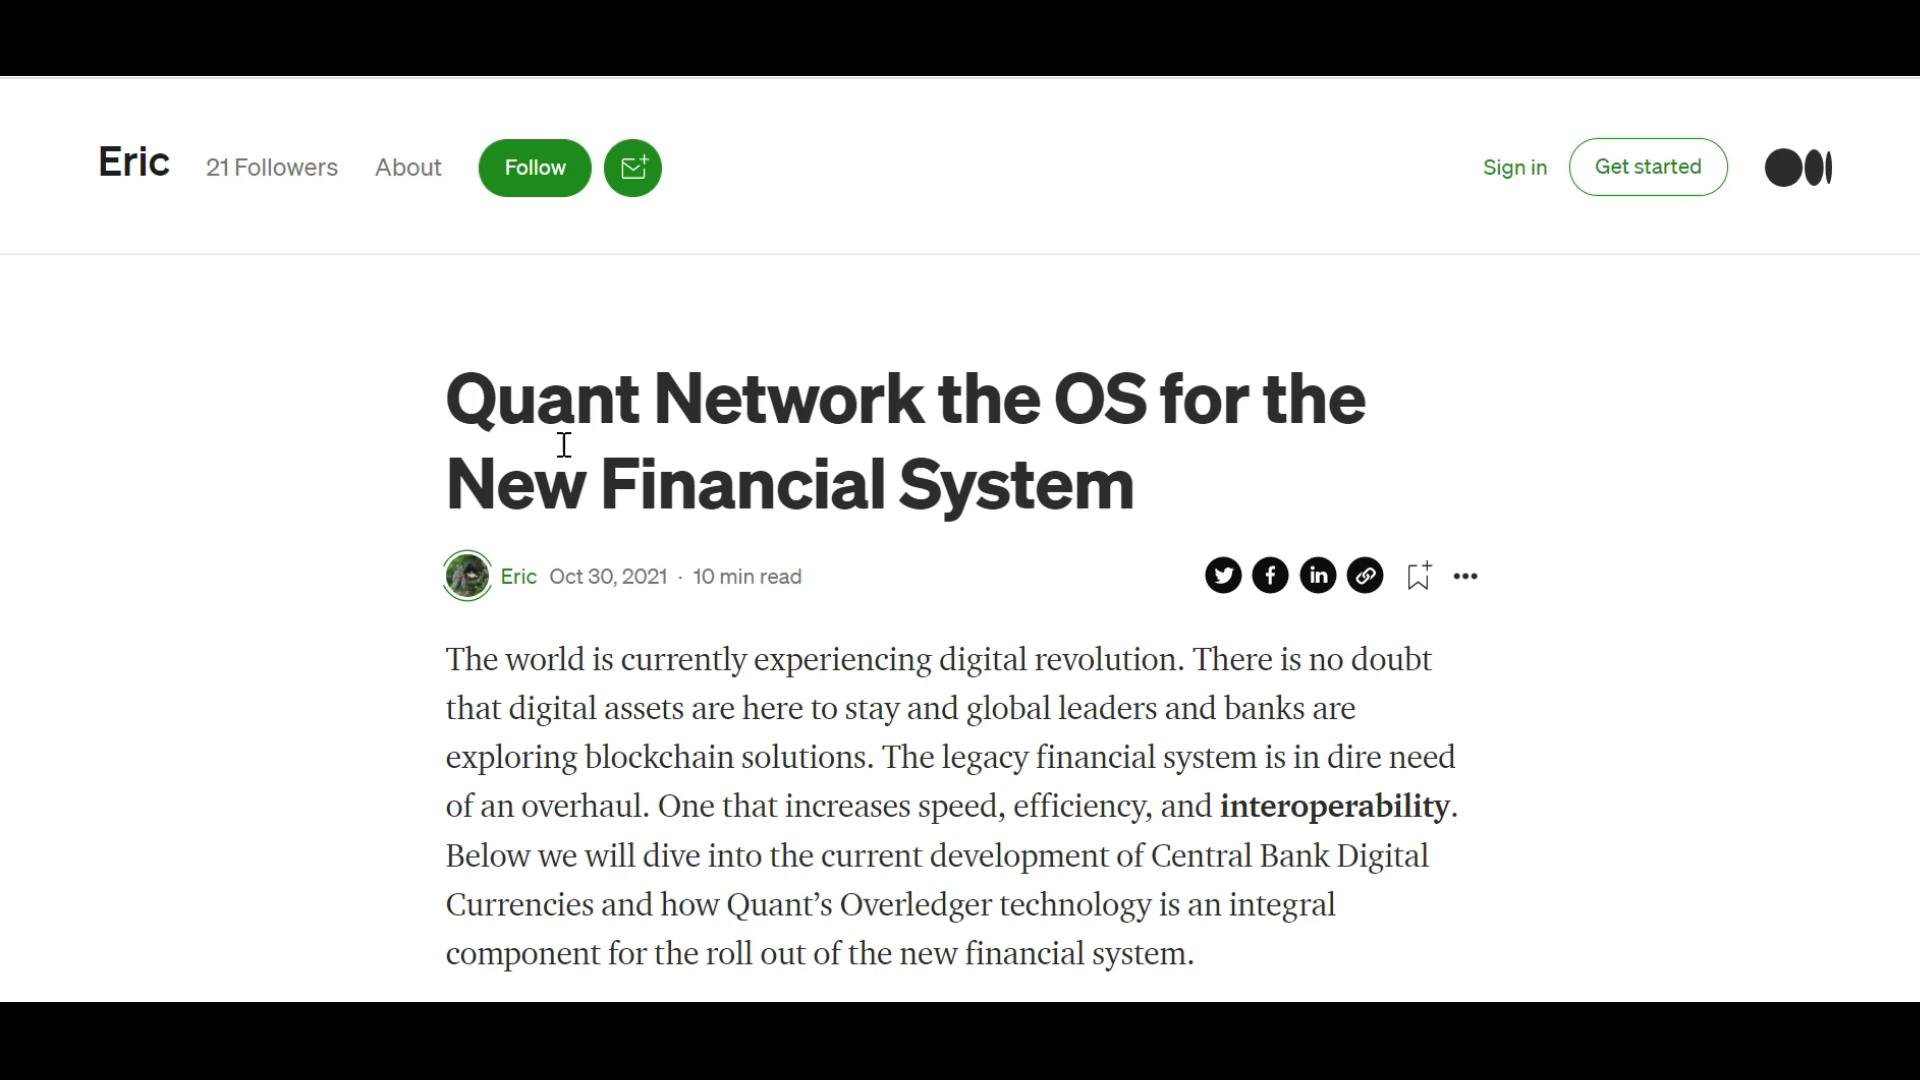 Eric 21 Followers About Follow Sign in Get started
Quant Network the OS for the
New Financial System
Eric Oct 30, 2021 · 10 min read
The world is currently experiencing digital revolution. There is no doubt
that digital assets are here to stay and global leaders and banks are
exploring blockchain solutions. The legacy financial system is in dire need
of an overhaul. One that increases speed, efficiency, and interoperability.
Below we will dive into the current development of Central Bank Digital
Currencies and how Quant’s Overledger technology is an integral
component for the roll out of the new financial system.